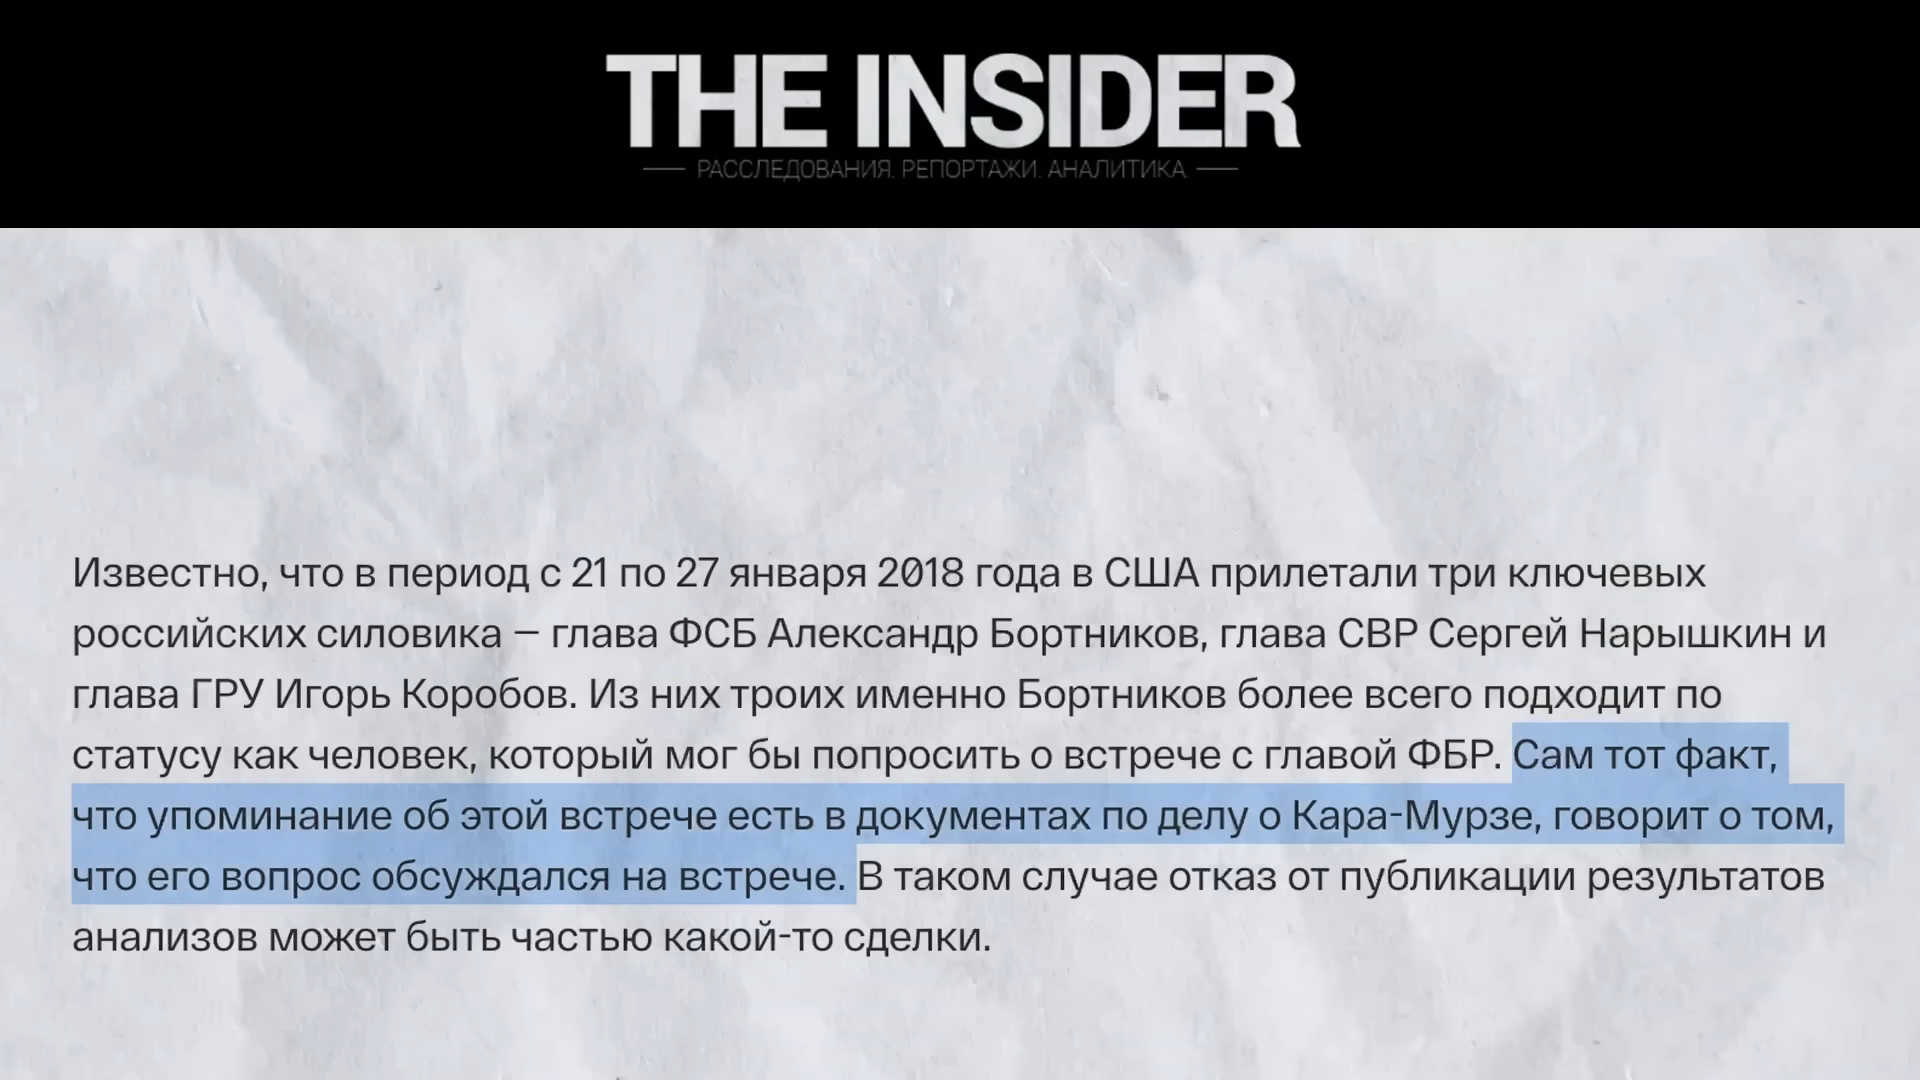 THE INSIDER
РАССЛЕДОВАНИЯ. РЕПОРТАЖИ. АНАЛИТИКА.
Известно, что в период с 21 по 27 января 2018 года в США прилетали три ключевых
российских силовика — глава ФСБ Александр Бортников, глава СВР Сергей Нарышкин и
глава ГРУ Игорь Коробов. Из них троих именно Бортников более всего подходит по
статусу как человек, который мог бы попросить о встрече с главой ФБР. Сам тот факт,
что упоминание об этой встрече есть в документах по делу о Кара-Мурзе, говорит о том,
что его вопрос обсуждался на встрече. В таком случае отказ от публикации результатов
анализов может быть частью какой-то сделки.